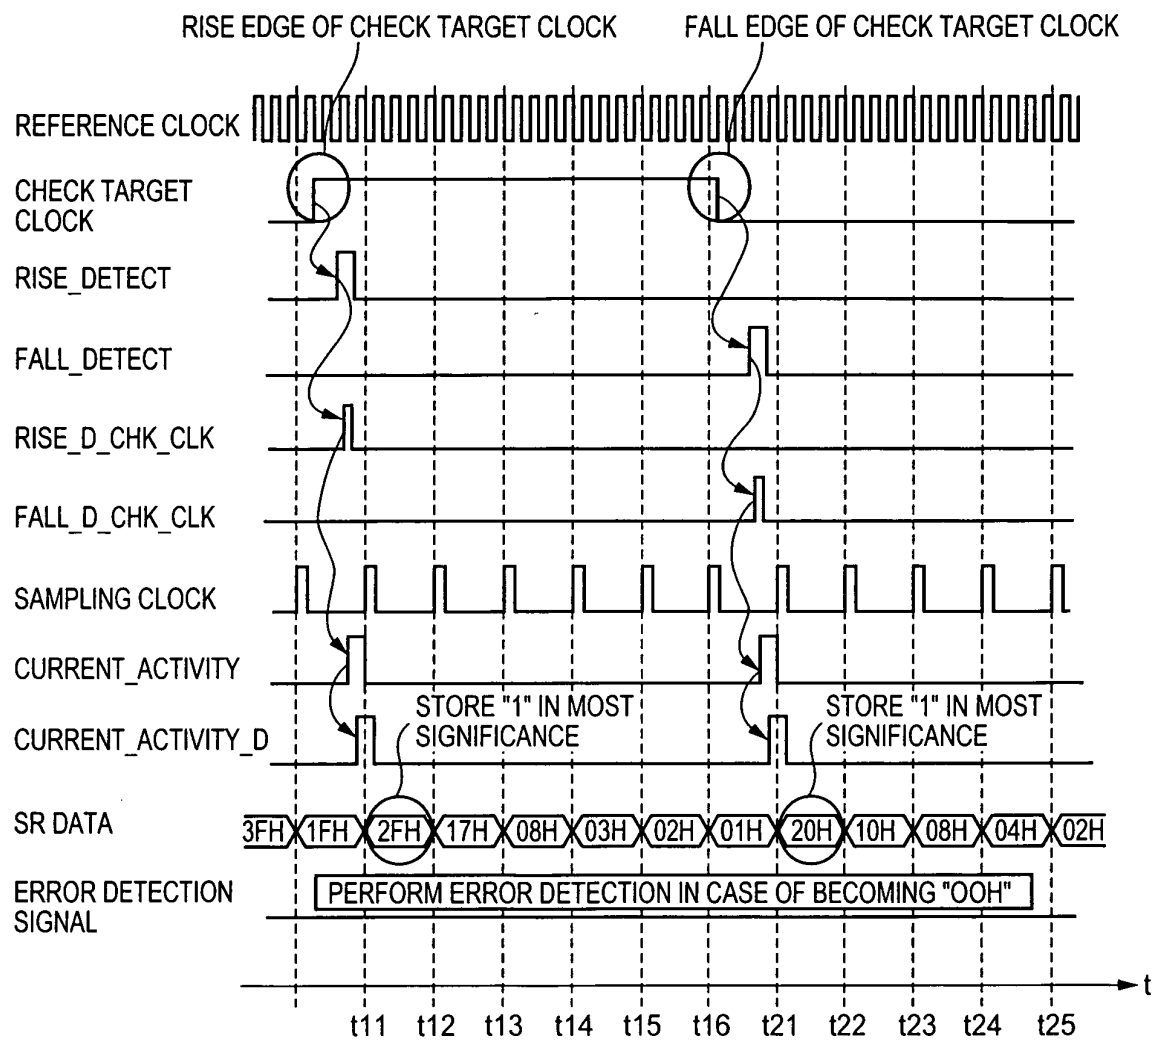 RISE EDGE OF CHECK TARGET CLOCK
FALL EDGE OF CHECK TARGET CLOCK
REFERENCE CLOCK
CHECK TARGET
CLOCK
RISE_DETECT
FALL_DETECT
RISE_D_CHK_CLK
FALL_D_CHK_CLK
SAMPLING CLOCK
CURRENT_ACTIVITY
CURRENT_ACTIVITY_D
STORE "1" IN MOST
SIGNIFICANCE
STORE "1" IN MOST
SIGNIFICANCE
SR DATA
3FH 1FH 2FH 17H 08H 03H 02H 01H 20H 10H 08H 04H 02H
ERROR DETECTION
SIGNAL
PERFORM ERROR DETECTION IN CASE OF BECOMING "OOH"
t
t11 t12 t13 t14 t15 t16 t21 t22 t23 t24 t25